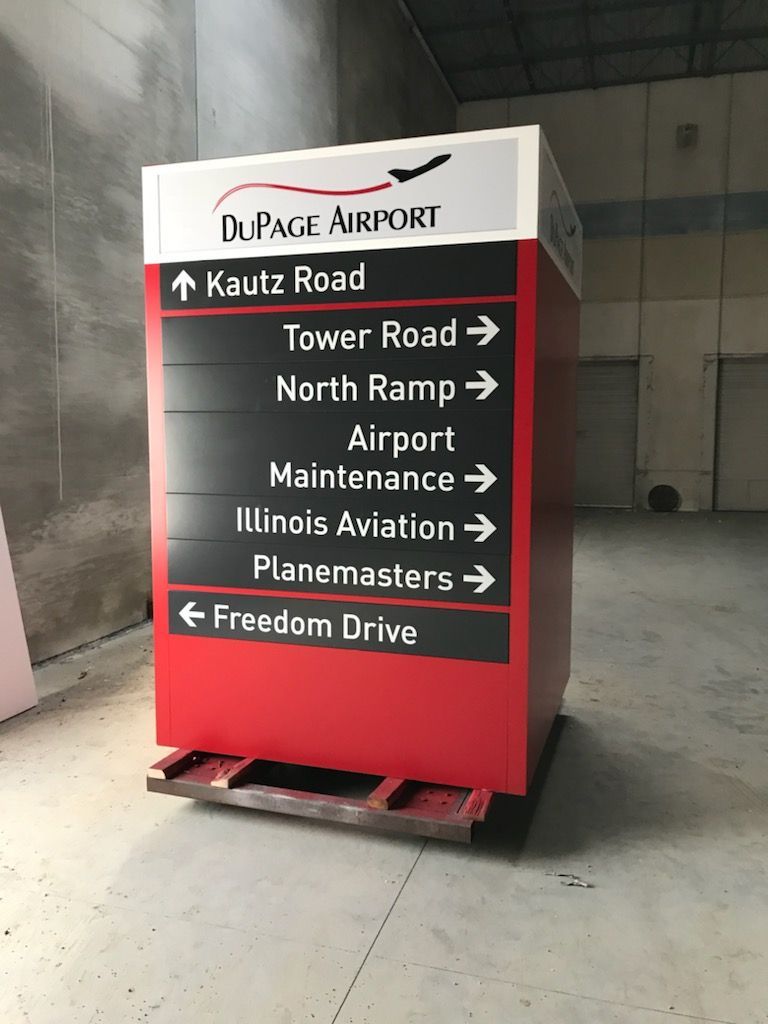 DuPage Airport
↑ Kautz Road
Tower Road →
North Ramp →
Airport
Maintenance →
Illinois Aviation →
Planemasters →
← Freedom Drive